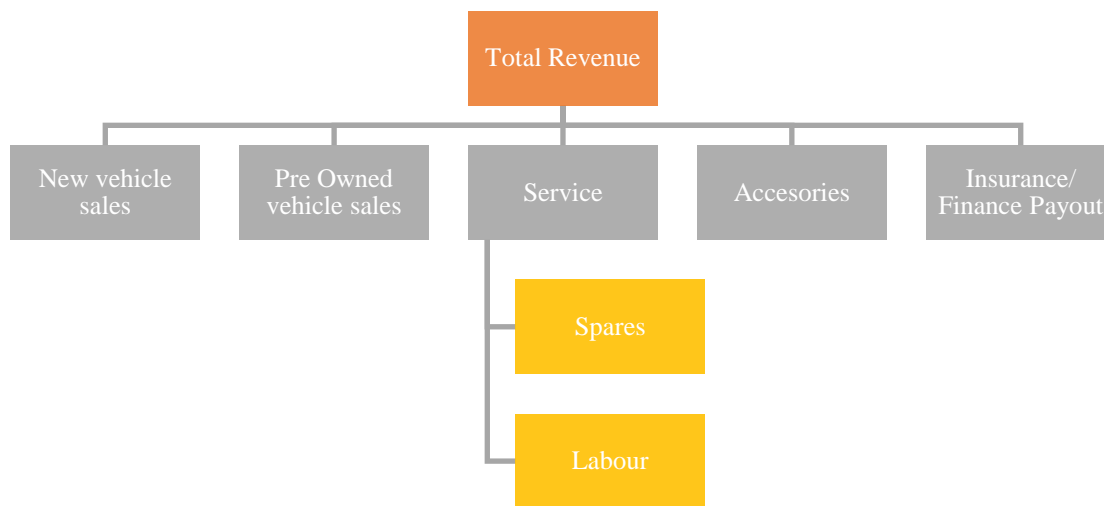 Total Revenue
New vehicle
sales
Pre Owned
vehicle sales
Service
Accesories
Insurance/
Finance Payout
Spares
Labour